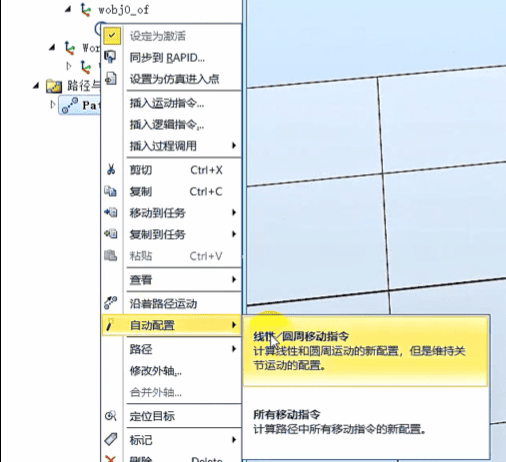 wobj0_of
设定为激活
Wor
同步到 RAPID...
设置为仿真进入点
路径与
Pat
插入运动指令...
插入逻辑指令...
插入过程调用
剪切 Ctrl+X
复制 Ctrl+C
移动到任务
复制到任务
粘贴 Ctrl+V
查看
沿着路径运动
自动配置
线性 圆周移动指令
计算线性和圆周运动的新配置，但是维持关
节运动的配置。
路径
修改外轴...
合并外轴...
定位目标
所有移动指令
计算路径中所有移动指令的新配置。
标记
删除 Delete